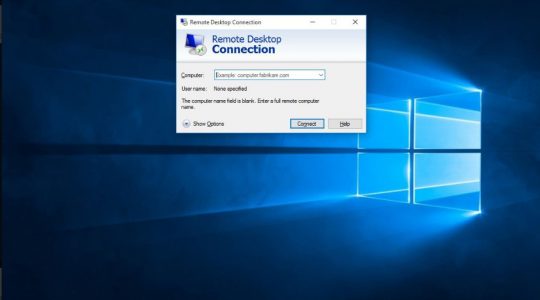 Remote Desktop Connection
Remote Desktop
Connection
Computer:
Example: computer.fabrikam.com
User name: None specified
The computer name field is blank. Enter a full remote computer
name.
Show Options
Connect
Help